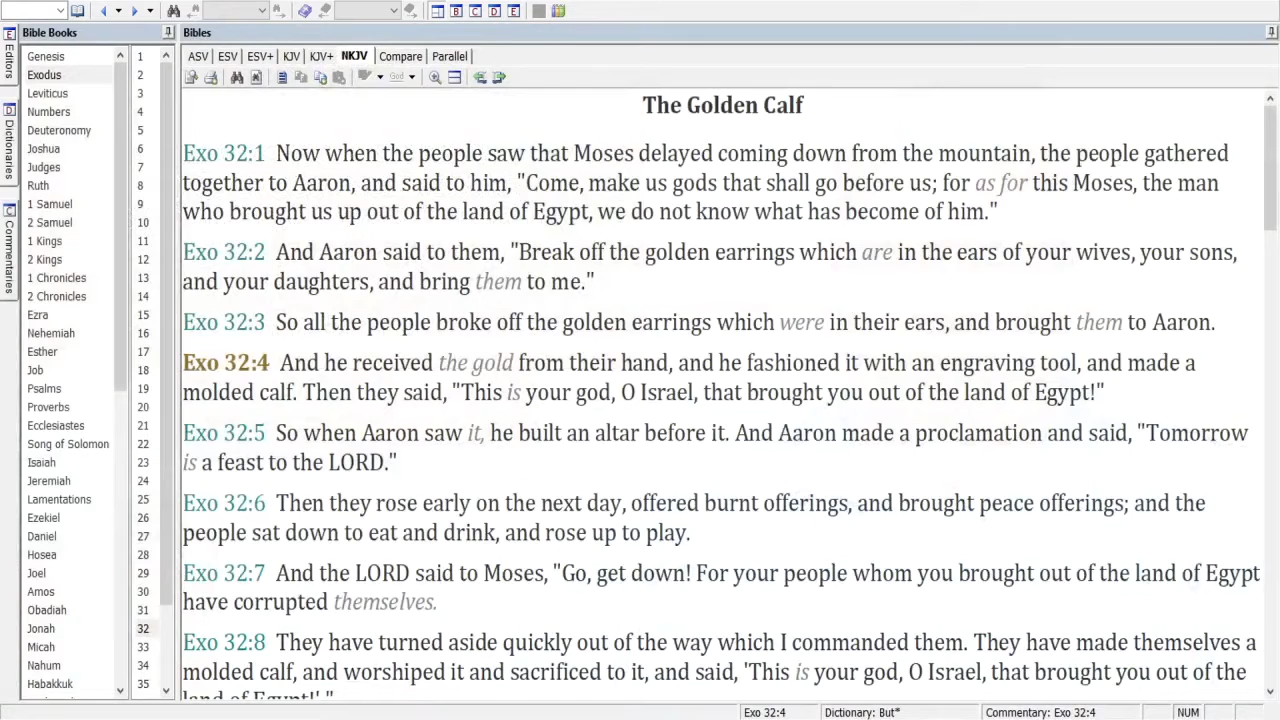 B C D E
Bible Books
Bibles
Editors
Dictionaries
Commentaries
Genesis
Exodus
Leviticus
Numbers
Deuteronomy
Joshua
Judges
Ruth
1 Samuel
2 Samuel
1 Kings
2 Kings
1 Chronicles
2 Chronicles
Ezra
Nehemiah
Esther
Job
Psalms
Proverbs
Ecclesiastes
Song of Solomon
Isaiah
Jeremiah
Lamentations
Ezekiel
Daniel
Hosea
Joel
Amos
Obadiah
Jonah
Micah
Nahum
Habakkuk
1
2
3
4
5
6
7
8
9
10
11
12
13
14
15
16
17
18
19
20
21
22
23
24
25
26
27
28
29
30
31
32
33
34
35
ASV ESV ESV+ KJV KJV+ NKJV Compare Parallel
God
The Golden Calf
Exo 32:1 Now when the people saw that Moses delayed coming down from the mountain, the people gathered
together to Aaron, and said to him, "Come, make us gods that shall go before us; for as for this Moses, the man
who brought us up out of the land of Egypt, we do not know what has become of him."
Exo 32:2 And Aaron said to them, "Break off the golden earrings which are in the ears of your wives, your sons,
and your daughters, and bring them to me."
Exo 32:3 So all the people broke off the golden earrings which were in their ears, and brought them to Aaron.
Exo 32:4 And he received the gold from their hand, and he fashioned it with an engraving tool, and made a
molded calf. Then they said, "This is your god, O Israel, that brought you out of the land of Egypt!"
Exo 32:5 So when Aaron saw it, he built an altar before it. And Aaron made a proclamation and said, "Tomorrow
is a feast to the LORD."
Exo 32:6 Then they rose early on the next day, offered burnt offerings, and brought peace offerings; and the
people sat down to eat and drink, and rose up to play.
Exo 32:7 And the LORD said to Moses, "Go, get down! For your people whom you brought out of the land of Egypt
have corrupted themselves.
Exo 32:8 They have turned aside quickly out of the way which I commanded them. They have made themselves a
molded calf, and worshiped it and sacrificed to it, and said, 'This is your god, O Israel, that brought you out of the
land of Egypt!' "
Exo 32:4 Dictionary: But* Commentary: Exo 32:4 NUM